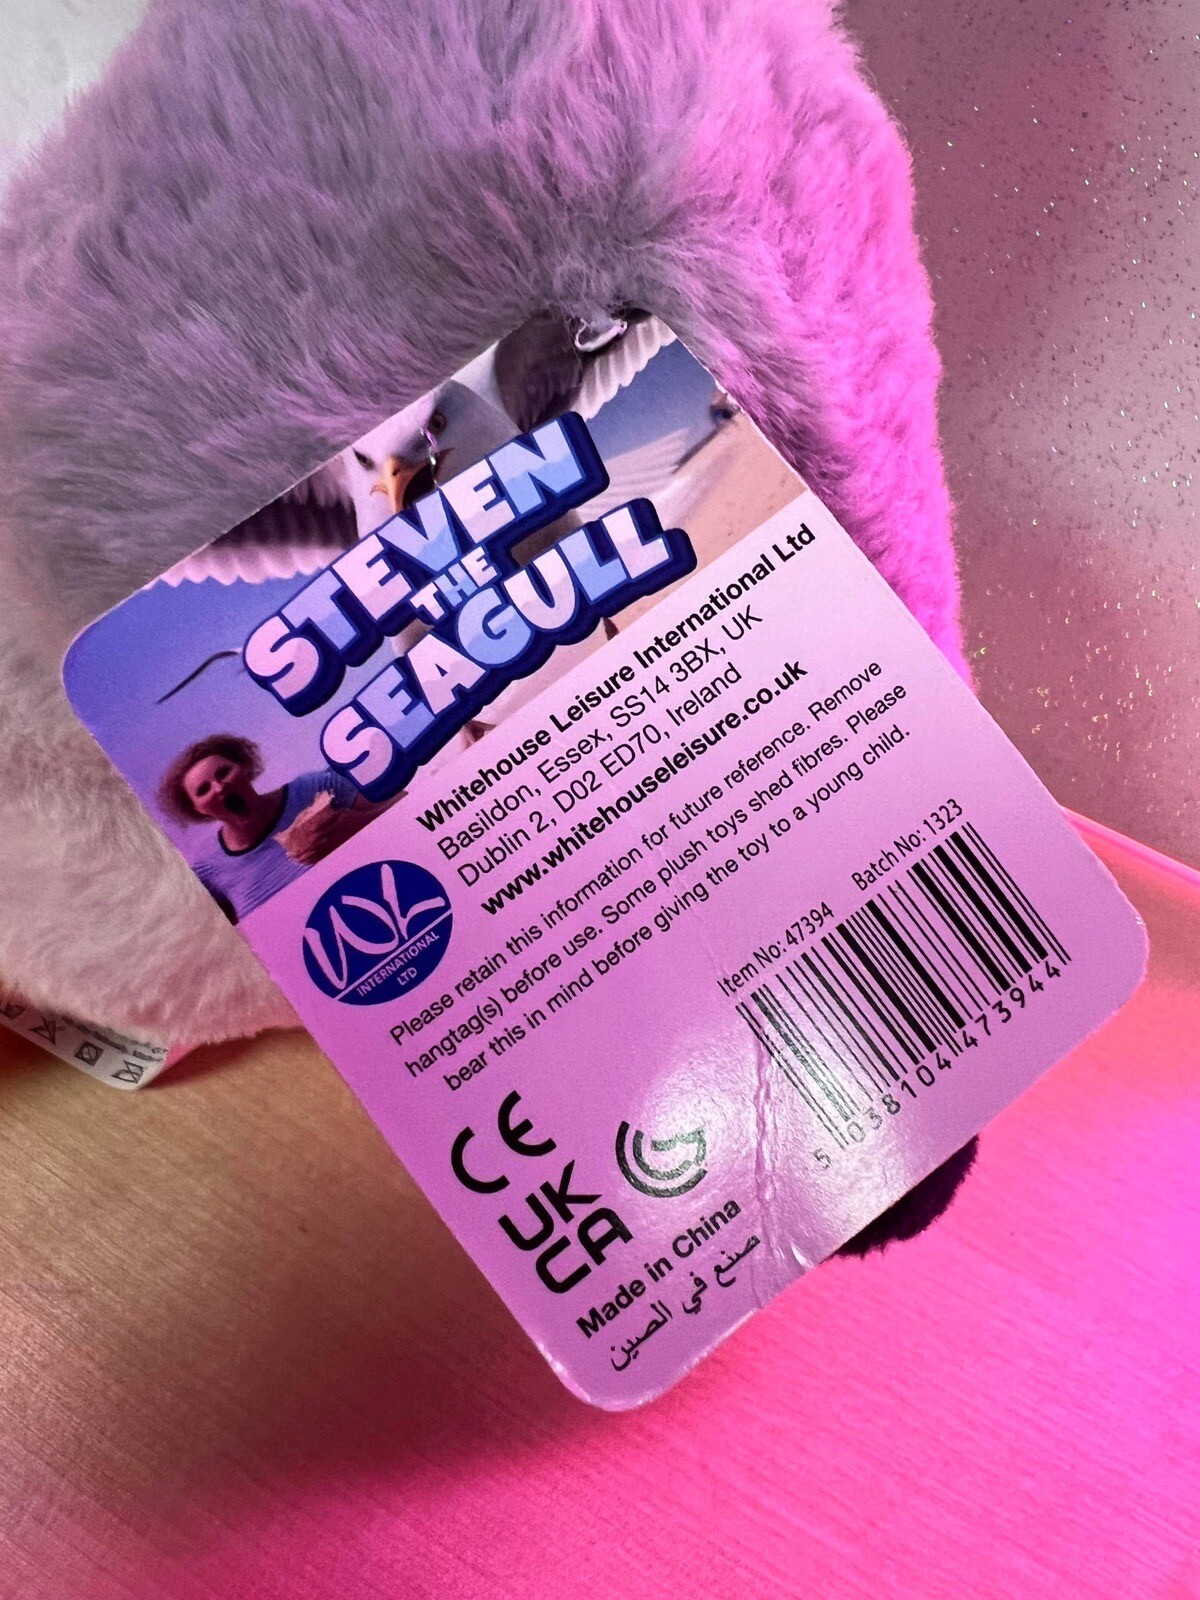 STEVEN
THE
SEAGULL
Whitehouse Leisure International Ltd
Basildon, Essex, SS14 3BX, UK
Dublin 2, D02 ED70, Ireland
www.whitehouseleisure.co.uk
WL
INTERNATIONAL
LTD
Please retain this information for future reference. Remove
hangtag(s) before use. Some plush toys shed fibres. Please
bear this in mind before giving the toy to a young child.
Item No: 47394
Batch No: 1323
5 038104 473944
CE
UK
CA
Made in China
صنع في الصين